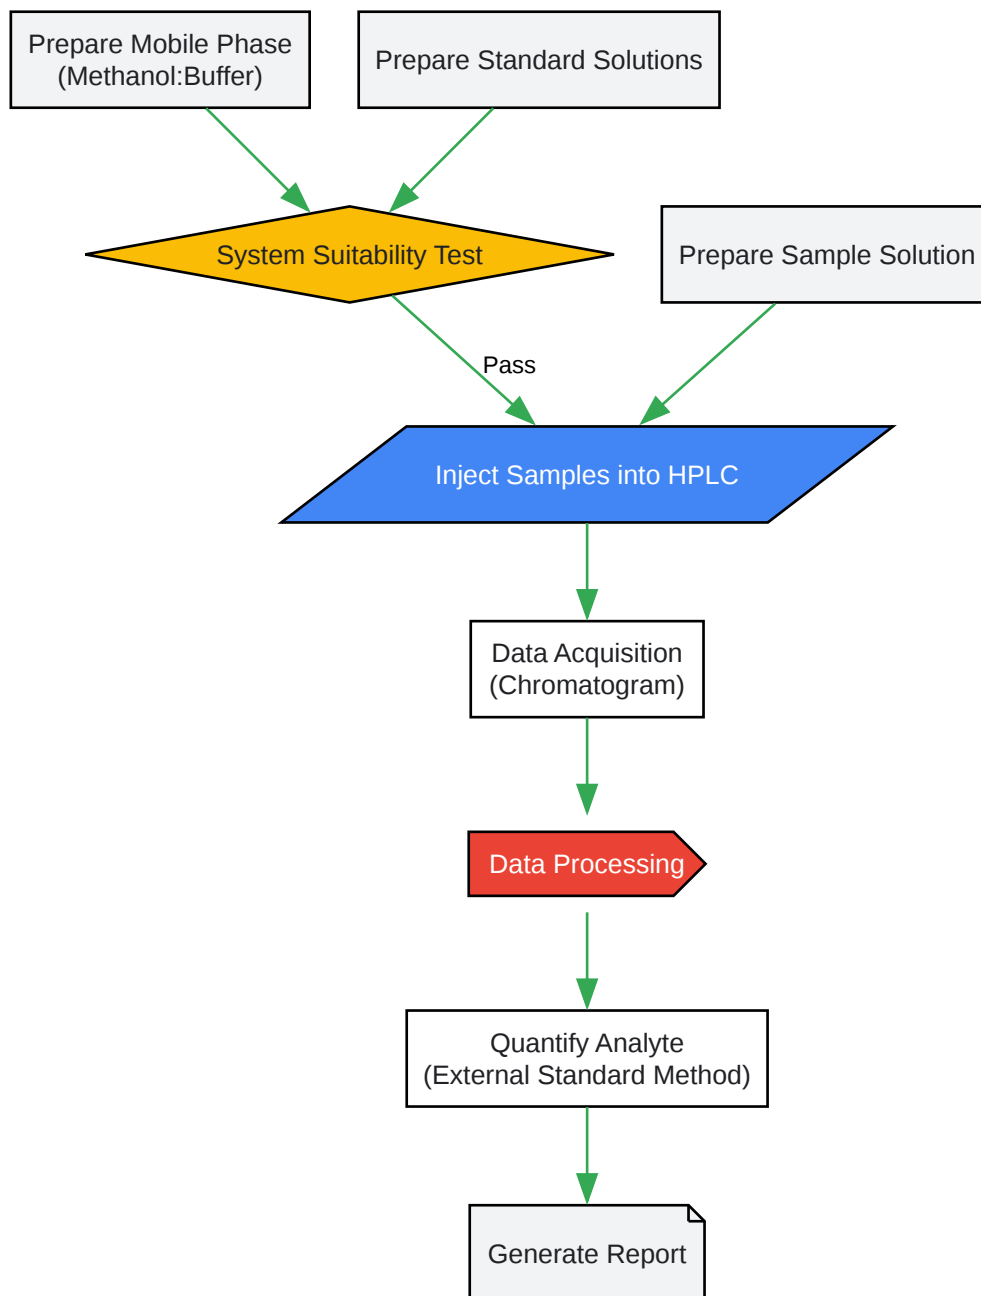 Prepare Mobile Phase
(Methanol:Buffer)
Prepare Standard Solutions
System Suitability Test
Prepare Sample Solution
Pass
Inject Samples into HPLC
Data Acquisition
(Chromatogram)
Data Processing
Quantify Analyte
(External Standard Method)
Generate Report